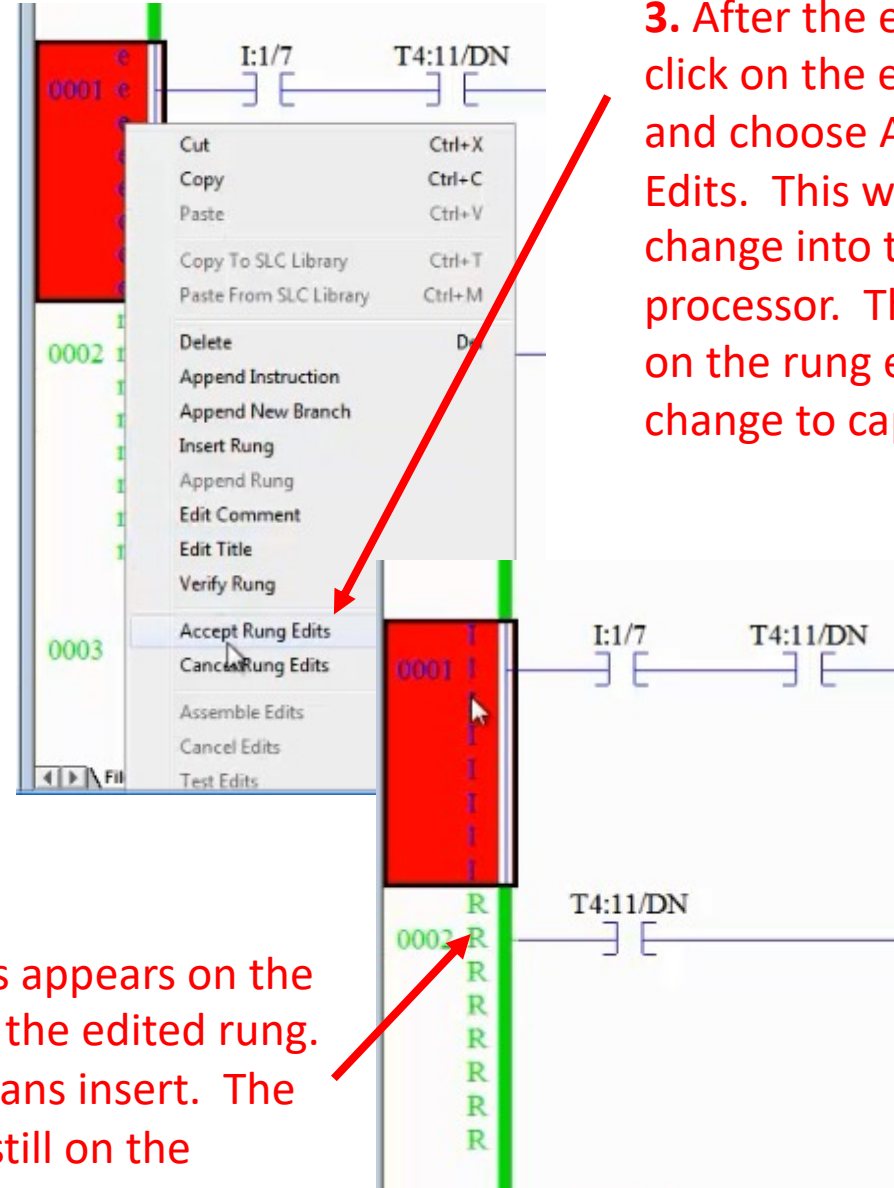 3. After the e
click on the e
and choose A
Edits. This w
change into t
processor. Th
on the rung e
change to cap
e
I:1/7 T4:11/DN
0001 e
e
e
e
e
e
e
Cut Ctrl+X
Copy Ctrl+C
Paste Ctrl+V
Copy To SLC Library Ctrl+T
Paste From SLC Library Ctrl+M
Delete Del
Append Instruction
Append New Branch
Insert Rung
Append Rung
Edit Comment
Edit Title
Verify Rung
Accept Rung Edits
Cancel Rung Edits
Assemble Edits
Cancel Edits
Test Edits
r
0002 r
r
r
r
r
r
r
0003
Fil
I
I:1/7 T4:11/DN
0001 I
I
I
I
I
I
I
R
T4:11/DN
0002 R
R
R
R
R
R
R
s appears on the
the edited rung.
ans insert. The
still on the